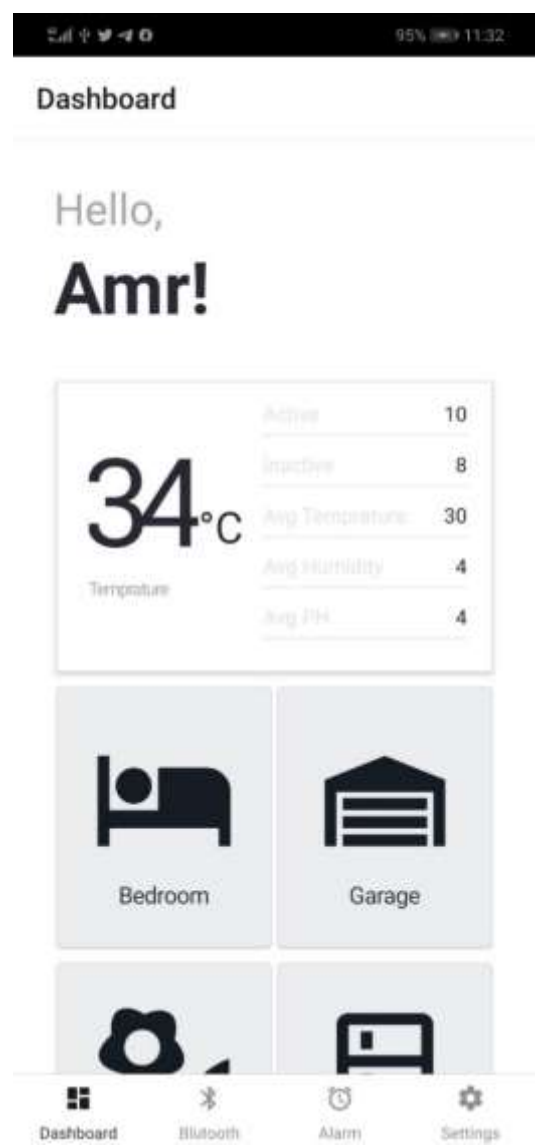 95% 11:32
Dashboard
Hello,
Amr!
34°C
Temprature
Active 10
Inactive 8
Avg Temprature 30
Avg Humidity 4
Avg PH 4
Bedroom
Garage
Dashboard
Blutooth
Alarm
Settings